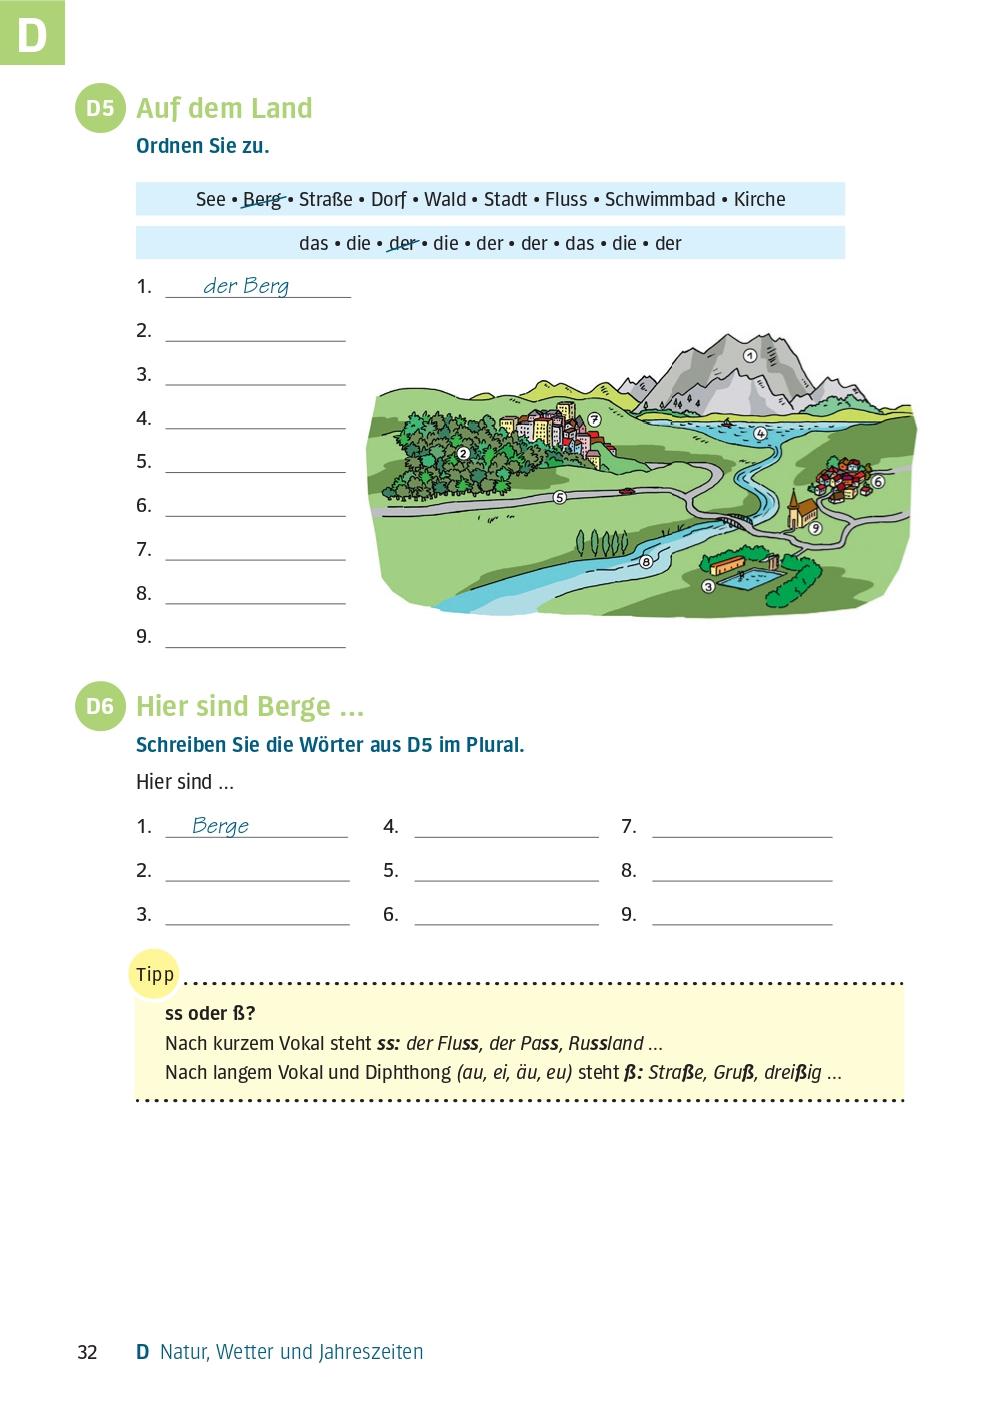 D
D5 Auf dem Land
Ordnen Sie zu.
See • Berg • Straße • Dorf • Wald • Stadt • Fluss • Schwimmbad • Kirche
das • die • der • die • der • der • das • die • der
1. der Berg
2.
3.
4.
5.
6.
7.
8.
9.
1
7
2
4
6
5
9
8
3
D6 Hier sind Berge ...
Schreiben Sie die Wörter aus D5 im Plural.
Hier sind ...
1. Berge 4. 7.
2. 5. 8.
3. 6. 9.
Tipp
ss oder ß?
Nach kurzem Vokal steht ss: der Fluss, der Pass, Russland ...
Nach langem Vokal und Diphthong (au, ei, äu, eu) steht ß: Straße, Gruß, dreißig ...
32 D Natur, Wetter und Jahreszeiten